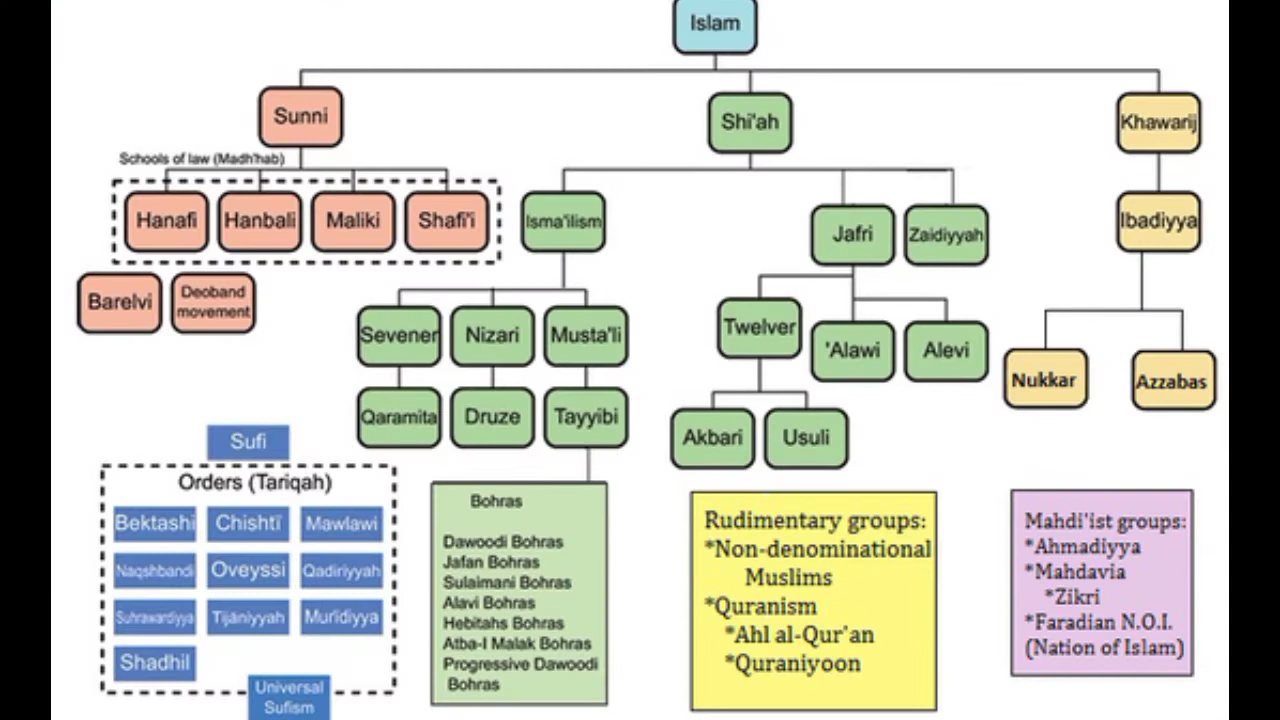 Islam
Sunni
Shi'ah
Khawarij
Schools of law (Madh'hab)
Hanafi
Hanbali
Maliki
Shafi'i
Isma'ilism
Jafri
Zaidiyyah
Ibadiyya
Barelvi
Deoband
movement
Sevener
Nizari
Musta'li
Twelver
'Alawi
Alevi
Nukkar
Azzabas
Qaramita
Druze
Tayyibi
Akbari
Usuli
Sufi
Orders (Tariqah)
Bektashi
Chishtī
Mawlawi
Naqshbandi
Oveyssi
Qadiriyyah
Suhrawardiyya
Tijāniyyah
Murīdiyya
Shadhil
Universal
Sufism
Bohras
Dawoodi Bohras
Jafan Bohras
Sulaimani Bohras
Alavi Bohras
Hebitahs Bohras
Atba-I Malak Bohras
Progressive Dawoodi
Bohras
Rudimentary groups:
*Non-denominational
Muslims
*Quranism
*Ahl al-Qur'an
*Quraniyoon
Mahdi'ist groups:
*Ahmadiyya
*Mahdavia
*Zikri
*Faradian N.O.I.
(Nation of Islam)